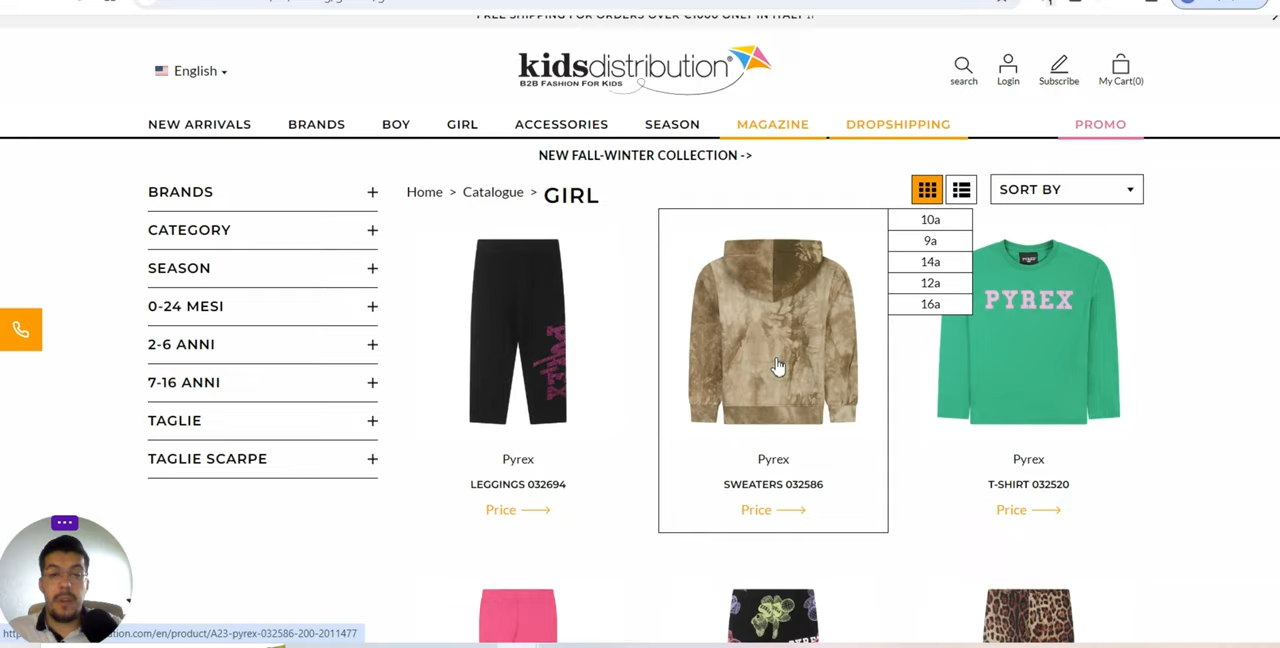 FREE SHIPPING FOR ORDERS OVER €1000 ONLY IN ITALY
English
kidsdistribution®
B2B FASHION FOR KIDS
search
Login
Subscribe
My Cart(0)
NEW ARRIVALS
BRANDS
BOY
GIRL
ACCESSORIES
SEASON
MAGAZINE
DROPSHIPPING
PROMO
NEW FALL-WINTER COLLECTION ->
Home > Catalogue > GIRL
SORT BY
BRANDS +
CATEGORY +
SEASON +
0-24 MESI +
2-6 ANNI +
7-16 ANNI +
TAGLIE +
TAGLIE SCARPE +
10a
9a
14a
12a
16a
PYREX
Pyrex
LEGGINGS 032694
Price
Pyrex
SWEATERS 032586
Price
Pyrex
T-SHIRT 032520
Price
PYREX
tion.com/en/product/A23-pyrex-032586-200-2011477